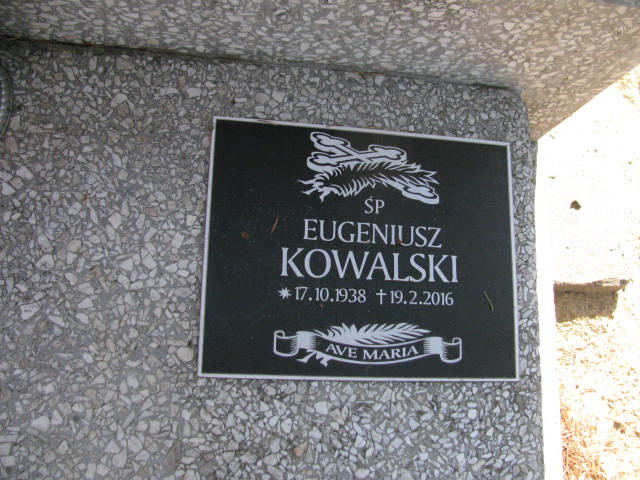 ŚP
EUGENIUSZ
KOWALSKI
* 17.10.1938 † 19.2.2016
AVE MARIA